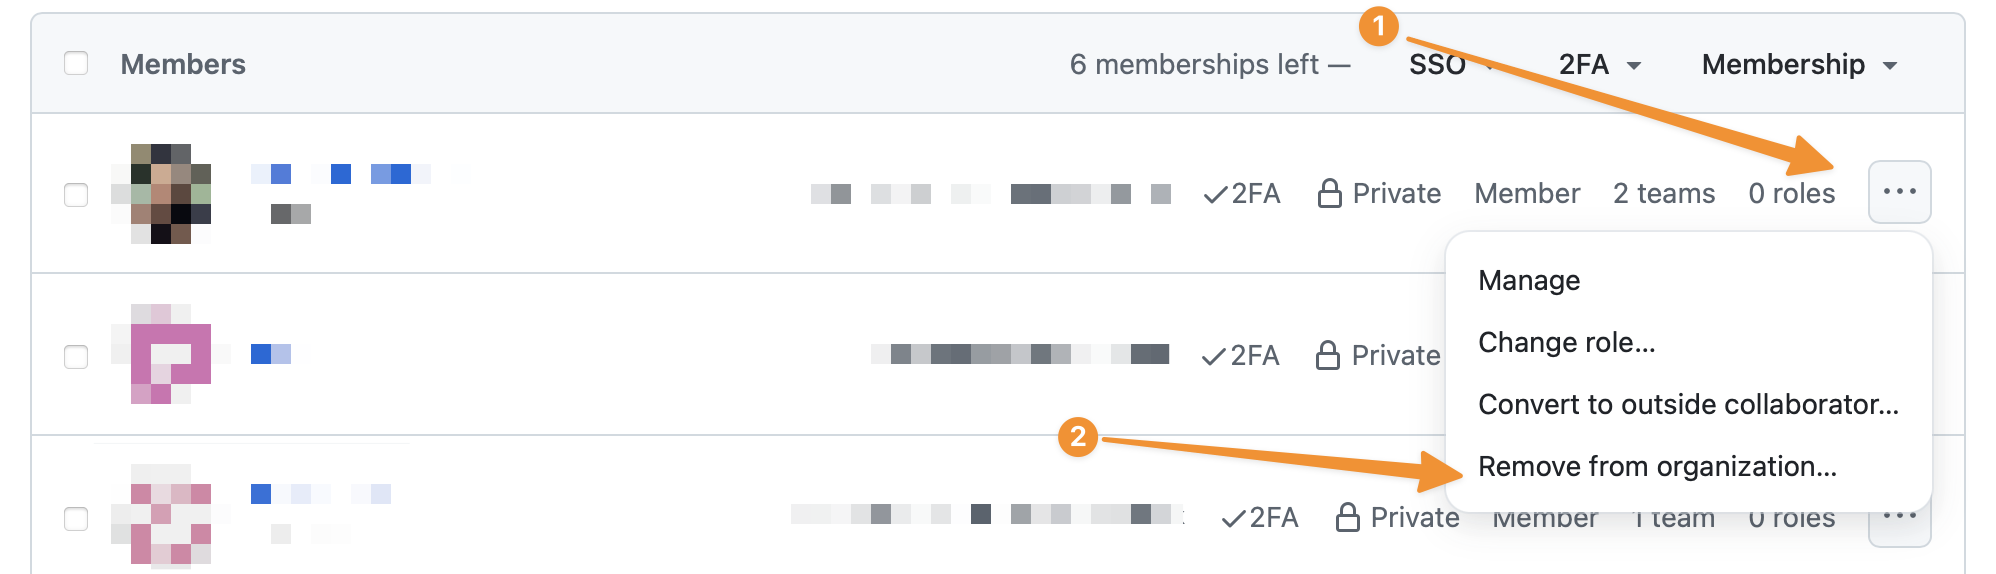 1
Members 6 memberships left — SSO 2FA Membership
2FA Private Member 2 teams 0 roles
Manage
Change role...
Convert to outside collaborator...
Remove from organization...
2FA Private
2
2FA Private Member 1 team 0 roles